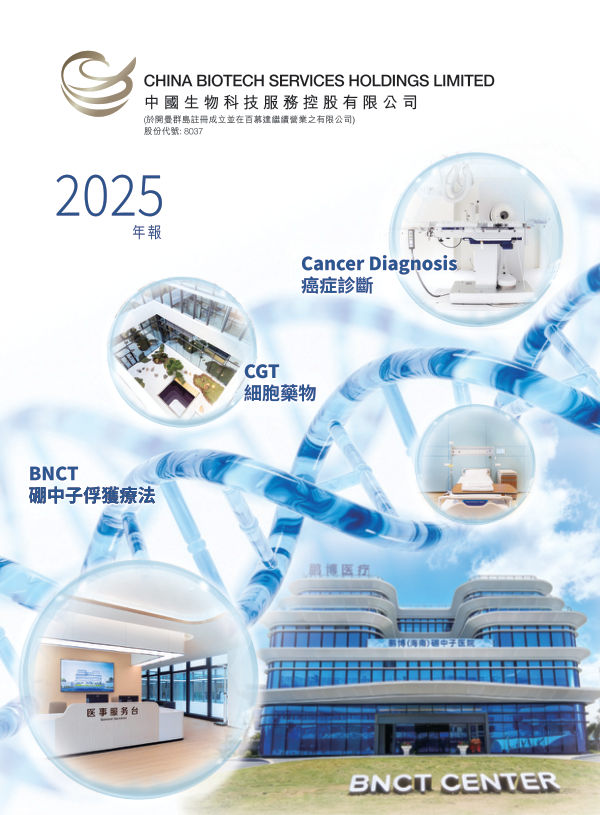 CHINA BIOTECH SERVICES HOLDINGS LIMITED
中國生物科技服務控股有限公司
(於開曼群島註冊成立並在百慕達繼續營業之有限公司)
股份代號: 8037
2025
年報
Cancer Diagnosis
癌症診斷
CGT
細胞藥物
BNCT
硼中子俘獲療法
鹏博医疗
鹏博(海南)硼中子医院
医事服务台
BNCT CENTER